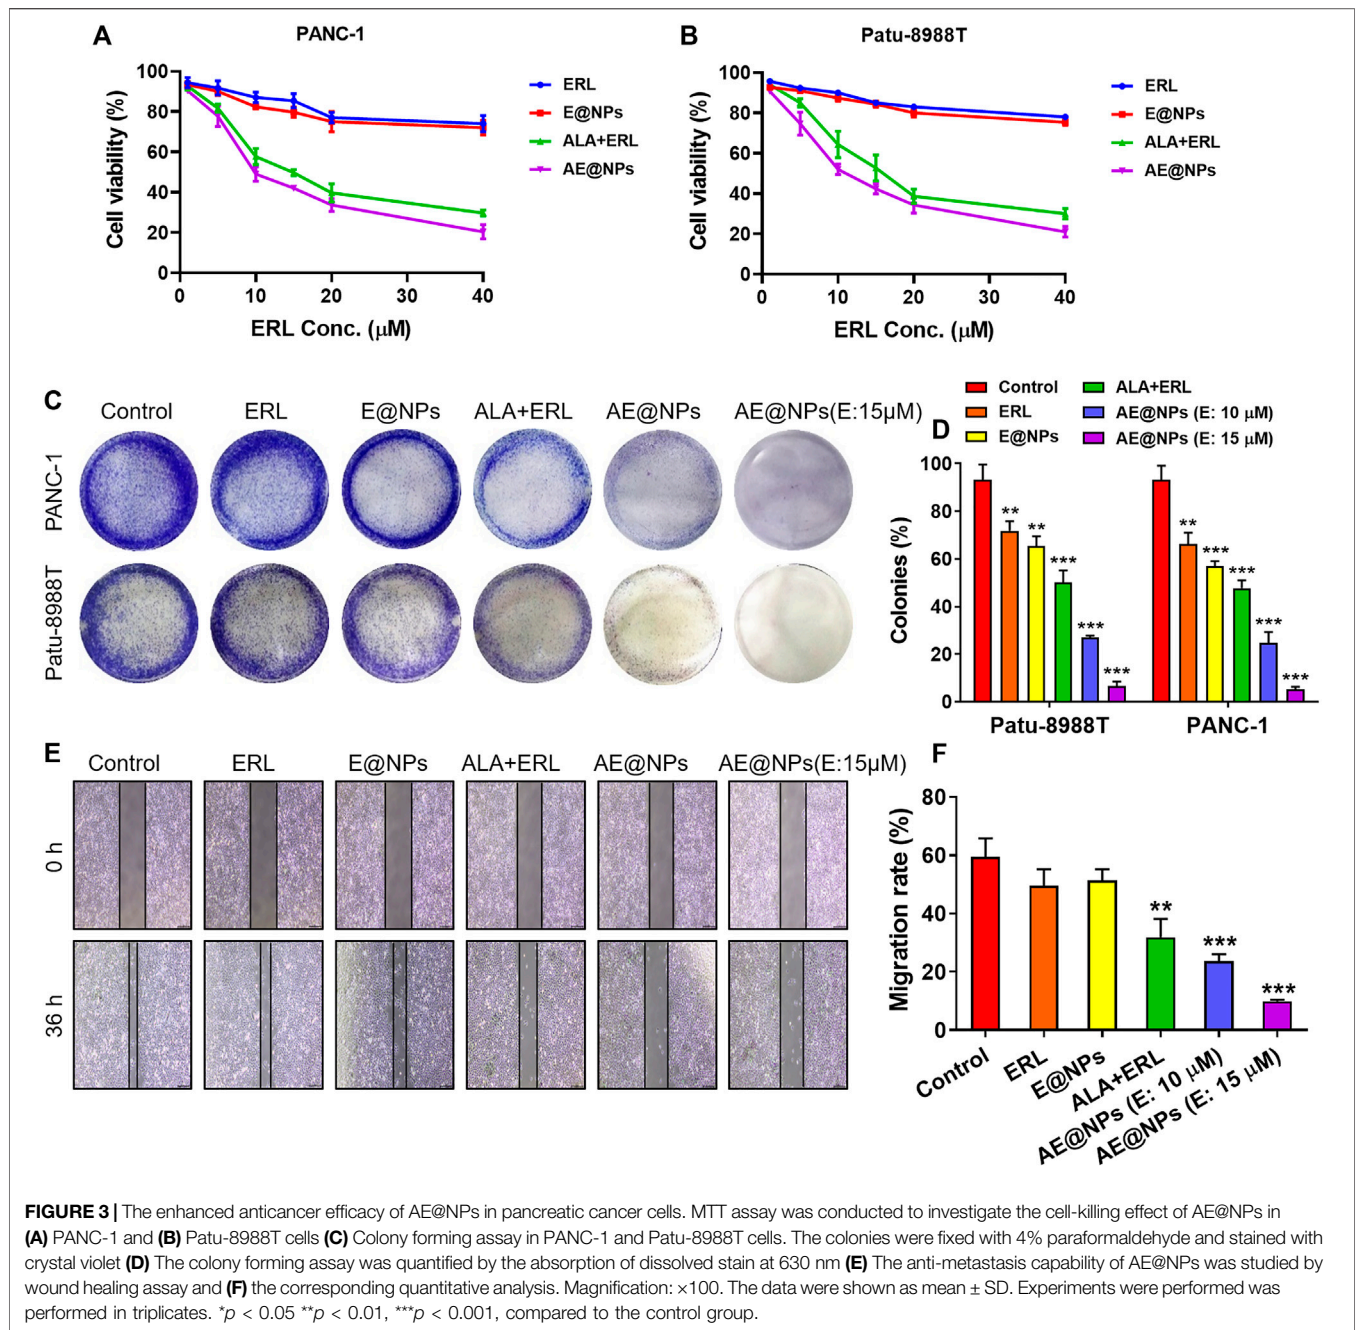 A
PANC-1
100
80
60
40
20
0
Cell viability (%)
0
10
20
30
40
ERL Conc. (μM)
ERL
E@NPs
ALA+ERL
AE@NPs
B
Patu-8988T
100
80
60
40
20
0
Cell viability (%)
0
10
20
30
40
ERL Conc. (μM)
ERL
E@NPs
ALA+ERL
AE@NPs
C
Control
ERL
E@NPs
ALA+ERL
AE@NPs
AE@NPs(E:15μM)
PANC-1
Patu-8988T
D
Control
ERL
E@NPs
ALA+ERL
AE@NPs (E: 10 μM)
AE@NPs (E: 15 μM)
100
80
60
40
20
0
Colonies (%)
**
**
***
***
***
**
***
***
***
***
Patu-8988T
PANC-1
E
Control
ERL
E@NPs
ALA+ERL
AE@NPs
AE@NPs(E:15μM)
0 h
36 h
F
80
60
40
20
0
Migration rate (%)
**
***
***
Control
ERL
E@NPs
ALA+ERL
AE@NPs (E: 10 μM)
AE@NPs (E: 15 μM)
FIGURE 3 | The enhanced anticancer efficacy of AE@NPs in pancreatic cancer cells. MTT assay was conducted to investigate the cell-killing effect of AE@NPs in
(A) PANC-1 and (B) Patu-8988T cells (C) Colony forming assay in PANC-1 and Patu-8988T cells. The colonies were fixed with 4% paraformaldehyde and stained with
crystal violet (D) The colony forming assay was quantified by the absorption of dissolved stain at 630 nm (E) The anti-metastasis capability of AE@NPs was studied by
wound healing assay and (F) the corresponding quantitative analysis. Magnification: ×100. The data were shown as mean ± SD. Experiments were performed was
performed in triplicates. *p < 0.05 **p < 0.01, ***p < 0.001, compared to the control group.